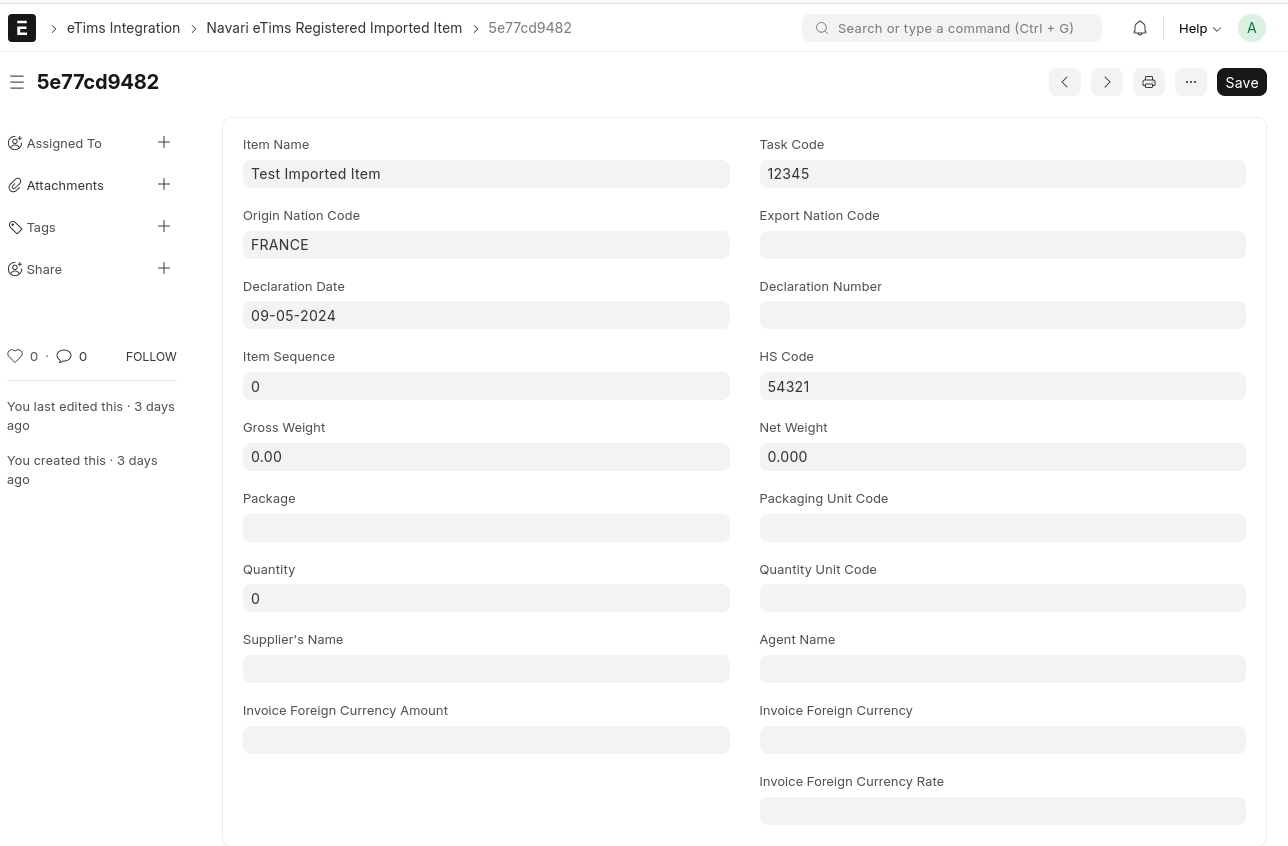 E
eTims Integration
Navari eTims Registered Imported Item
5e77cd9482
Search or type a command (Ctrl + G)
Help
A
5e77cd9482
Save
Assigned To
Attachments
Tags
Share
0 · 0 FOLLOW
You last edited this · 3 days
ago
You created this · 3 days
ago
Item Name
Test Imported Item
Task Code
12345
Origin Nation Code
FRANCE
Export Nation Code
Declaration Date
09-05-2024
Declaration Number
Item Sequence
0
HS Code
54321
Gross Weight
0.00
Net Weight
0.000
Package
Packaging Unit Code
Quantity
0
Quantity Unit Code
Supplier's Name
Agent Name
Invoice Foreign Currency Amount
Invoice Foreign Currency
Invoice Foreign Currency Rate